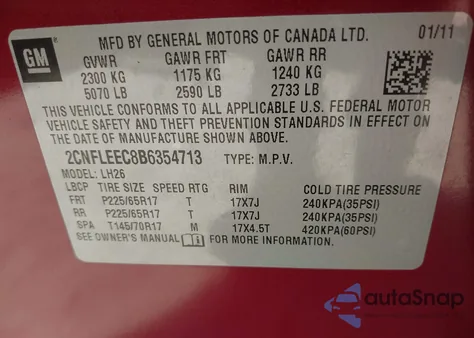 GM MFD BY GENERAL MOTORS OF CANADA LTD. 01/11
GVWR GAWR FRT GAWR RR
2300 KG 1175 KG 1240 KG
5070 LB 2590 LB 2733 LB
THIS VEHICLE CONFORMS TO ALL APPLICABLE U.S. FEDERAL MOTOR
VEHICLE SAFETY AND THEFT PREVENTION STANDARDS IN EFFECT ON
THE DATE OF MANUFACTURE SHOWN ABOVE.
2CNFLEEC8B6354713 TYPE: M.P.V.
MODEL: LH26
LBCP TIRE SIZE SPEED RTG RIM COLD TIRE PRESSURE
FRT P225/65R17 T 17X7J 240KPA(35PSI)
RR P225/65R17 T 17X7J 240KPA(35PSI)
SPA T145/70R17 M 17X4.5T 420KPA(60PSI)
SEE OWNER'S MANUAL FOR MORE INFORMATION.
autoSnap